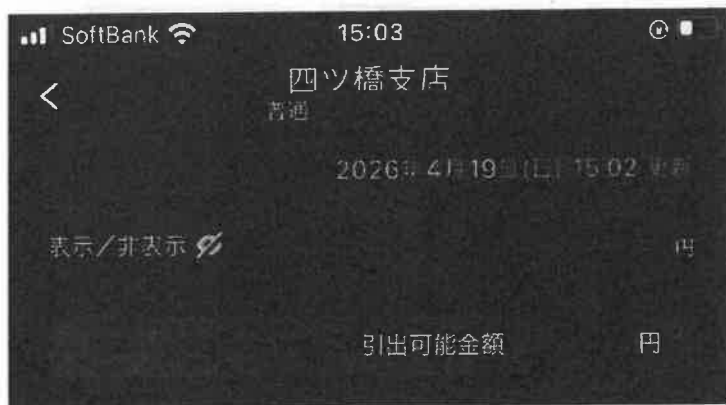 SoftBank 15:03
四ツ橋支店
普通
2026年 4月19日(日) 15:02 更新
表示/非表示 円
引出可能金額 円